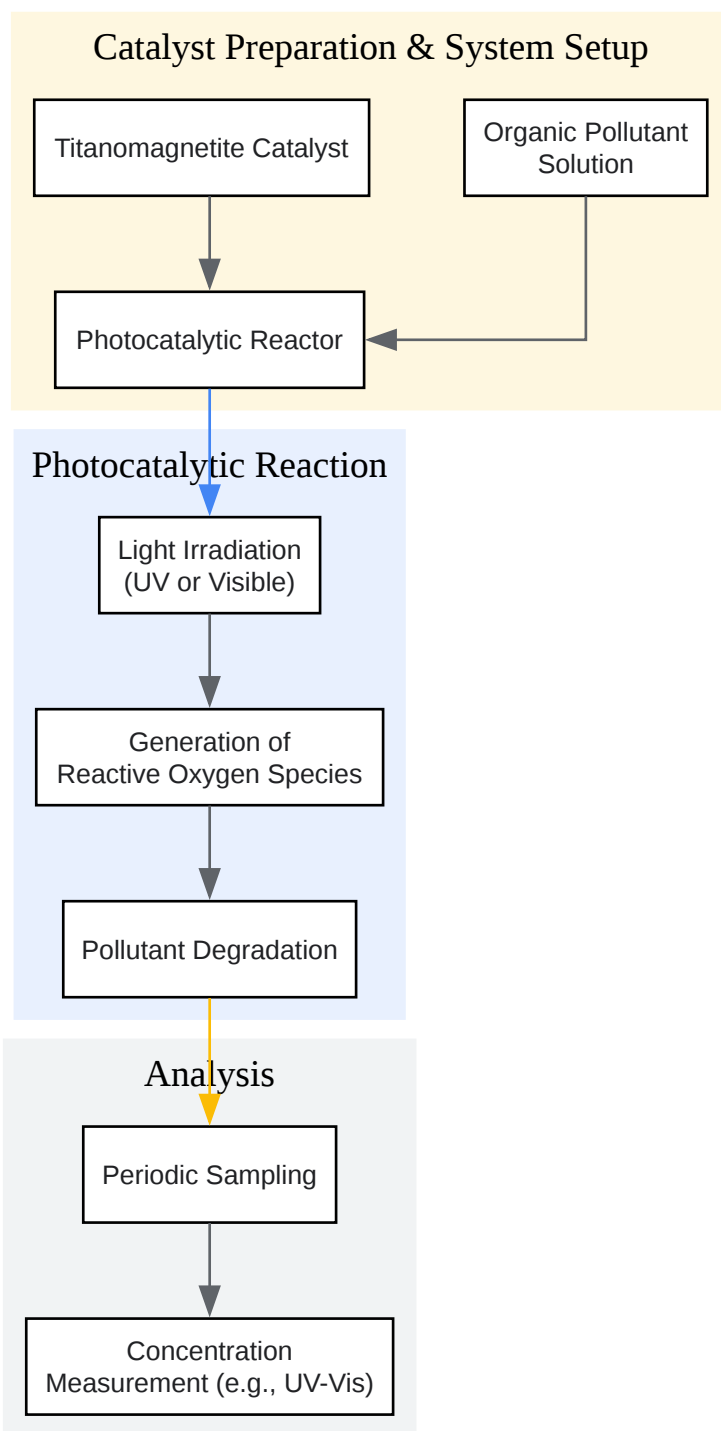 Catalyst Preparation & System Setup
Titanomagnetite Catalyst
Organic Pollutant
Solution
Photocatalytic Reactor
Photocatalytic Reaction
Light Irradiation
(UV or Visible)
Generation of
Reactive Oxygen Species
Pollutant Degradation
Analysis
Periodic Sampling
Concentration
Measurement (e.g., UV-Vis)